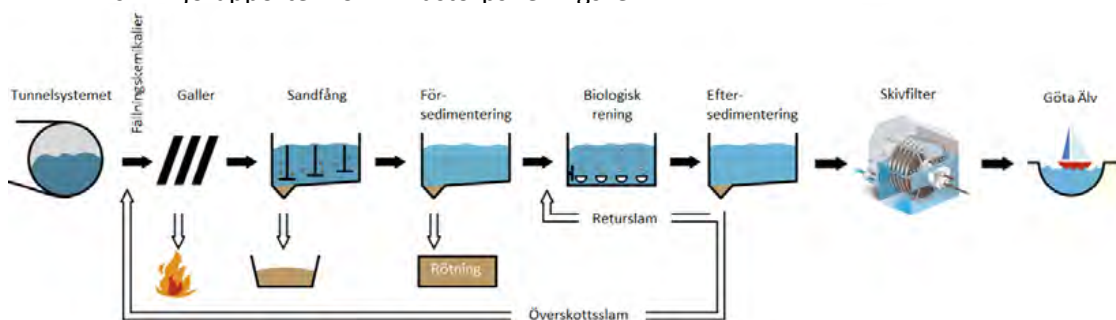 Tunnelsystemet
Fällningskemikalier
Galler
Sandfång
För-
sedimentering
Biologisk
rening
Efter-
sedimentering
Skivfilter
Göta Älv
Returslam
Rötning
Överskottsslam